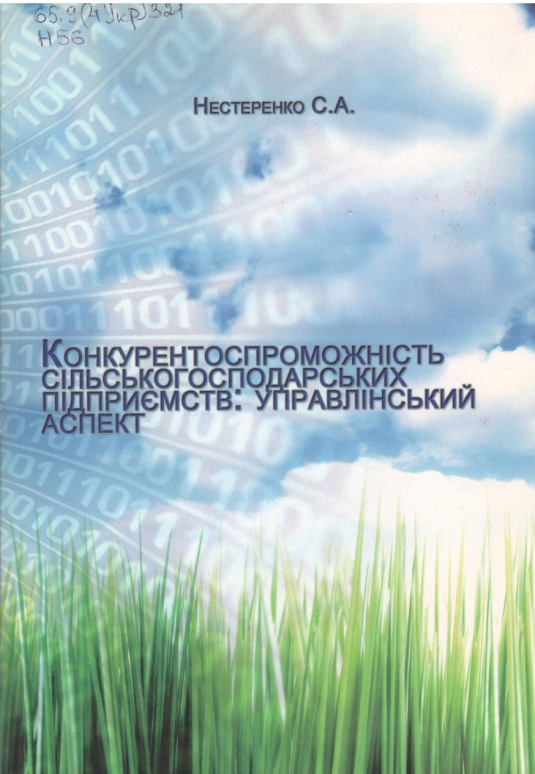 65.9(4Укр)321
Н56
Нестеренко С.А.
Конкурентоспроможність
сільськогосподарських
підприємств: управлінський
аспект